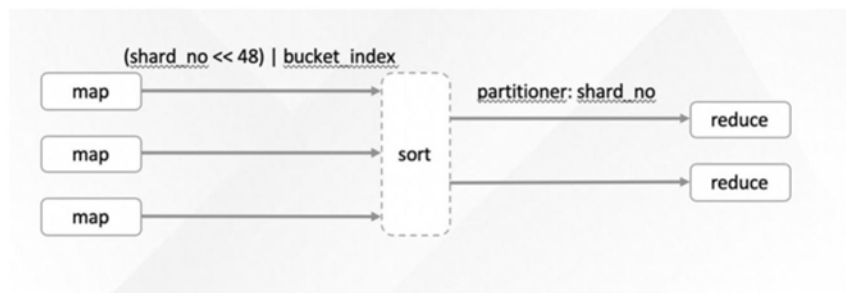 (shard_no << 48) | bucket_index
map
partitioner: shard_no
reduce
map
sort
reduce
map